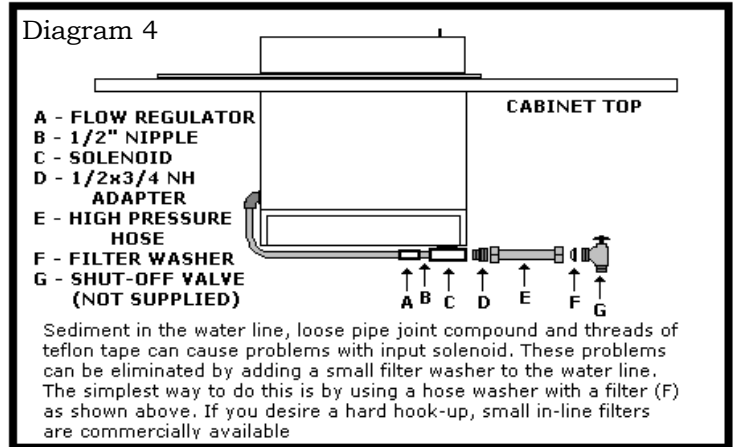 Diagram 4
CABINET TOP
A - FLOW REGULATOR
B - 1/2" NIPPLE
C - SOLENOID
D - 1/2x3/4 NH
ADAPTER
E - HIGH PRESSURE
HOSE
F - FILTER WASHER
G - SHUT-OFF VALVE
(NOT SUPPLIED)
A B C D E F G
Sediment in the water line, loose pipe joint compound and threads of
teflon tape can cause problems with input solenoid. These problems
can be eliminated by adding a small filter washer to the water line.
The simplest way to do this is by using a hose washer with a filter (F)
as shown above. If you desire a hard hook-up, small in-line filters
are commercially available